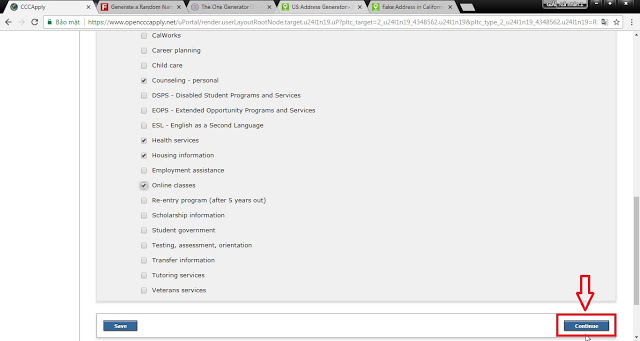 CCCApply
Generate a Random Nam
The One Generator
US Address Generator -
Fake Address in Californi
Bảo mật
https://www.opencccapply.net/uPortal/render.userLayoutRootNode.target.u24l1n19.uP?pltc_target=2_u24l1n19_4348562.u24l1n19&pltc_type_2_u24l1n19_4348562.u24l1n19=R
CalWorks
Career planning
Child care
Counseling - personal
DSPS - Disabled Student Programs and Services
EOPS - Extended Opportunity Programs and Services
ESL - English as a Second Language
Health services
Housing information
Employment assistance
Online classes
Re-entry program (after 5 years out)
Scholarship information
Student government
Testing, assessment, orientation
Transfer information
Tutoring services
Veterans services
Save
Continue